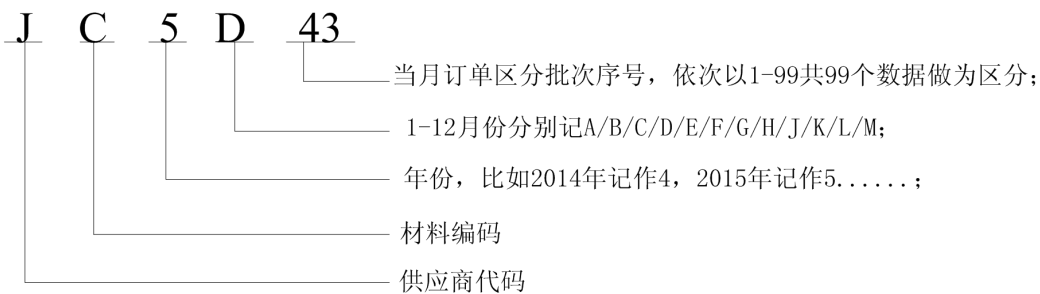 J C 5 D 43
当月订单区分批次序号，依次以1-99共99个数据做为区分；
1-12月份分别记A/B/C/D/E/F/G/H/J/K/L/M；
年份，比如2014年记作4，2015年记作5......；
材料编码
供应商代码